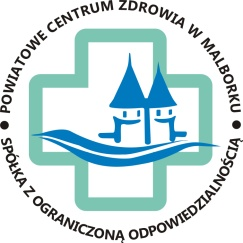 POWIATOWE CENTRUM ZDROWIA W MALBORKU
SPÓŁKA Z OGRANICZONĄ ODPOWIEDZIALNOŚCIĄ